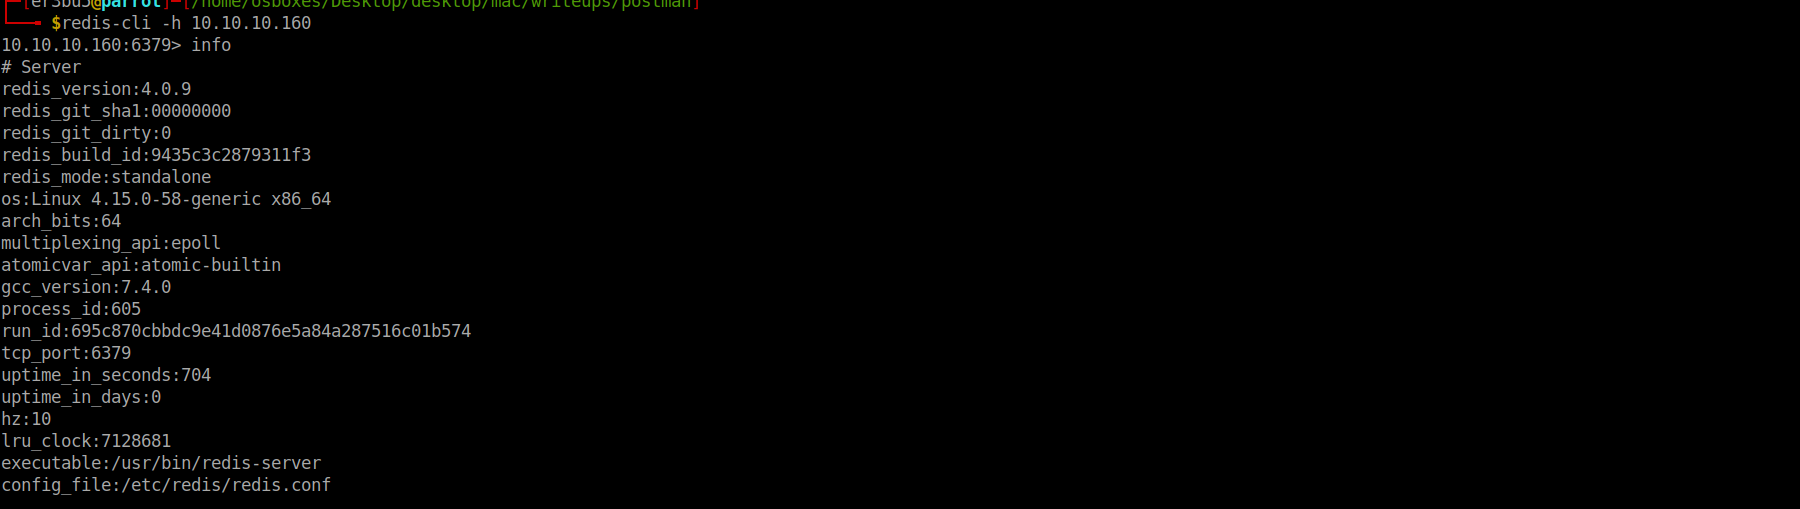 [er3bu5@parrot]-[/home/osboxes/Desktop/desktop/mac/writeups/postman]
$redis-cli -h 10.10.10.160
10.10.10.160:6379> info
# Server
redis_version:4.0.9
redis_git_sha1:00000000
redis_git_dirty:0
redis_build_id:9435c3c2879311f3
redis_mode:standalone
os:Linux 4.15.0-58-generic x86_64
arch_bits:64
multiplexing_api:epoll
atomicvar_api:atomic-builtin
gcc_version:7.4.0
process_id:605
run_id:695c870cbbdc9e41d0876e5a84a287516c01b574
tcp_port:6379
uptime_in_seconds:704
uptime_in_days:0
hz:10
lru_clock:7128681
executable:/usr/bin/redis-server
config_file:/etc/redis/redis.conf